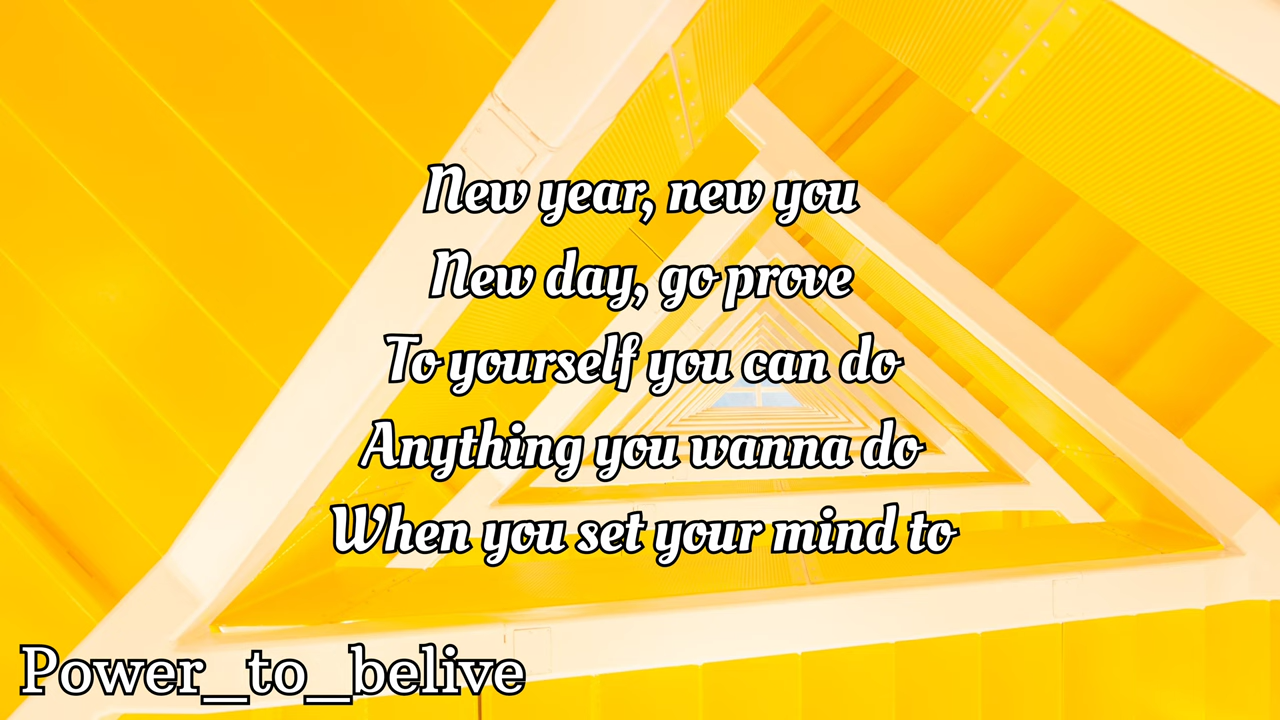 New year, new you
New day, go prove
To yourself you can do
Anything you wanna do
When you set your mind to
Power_to_belive